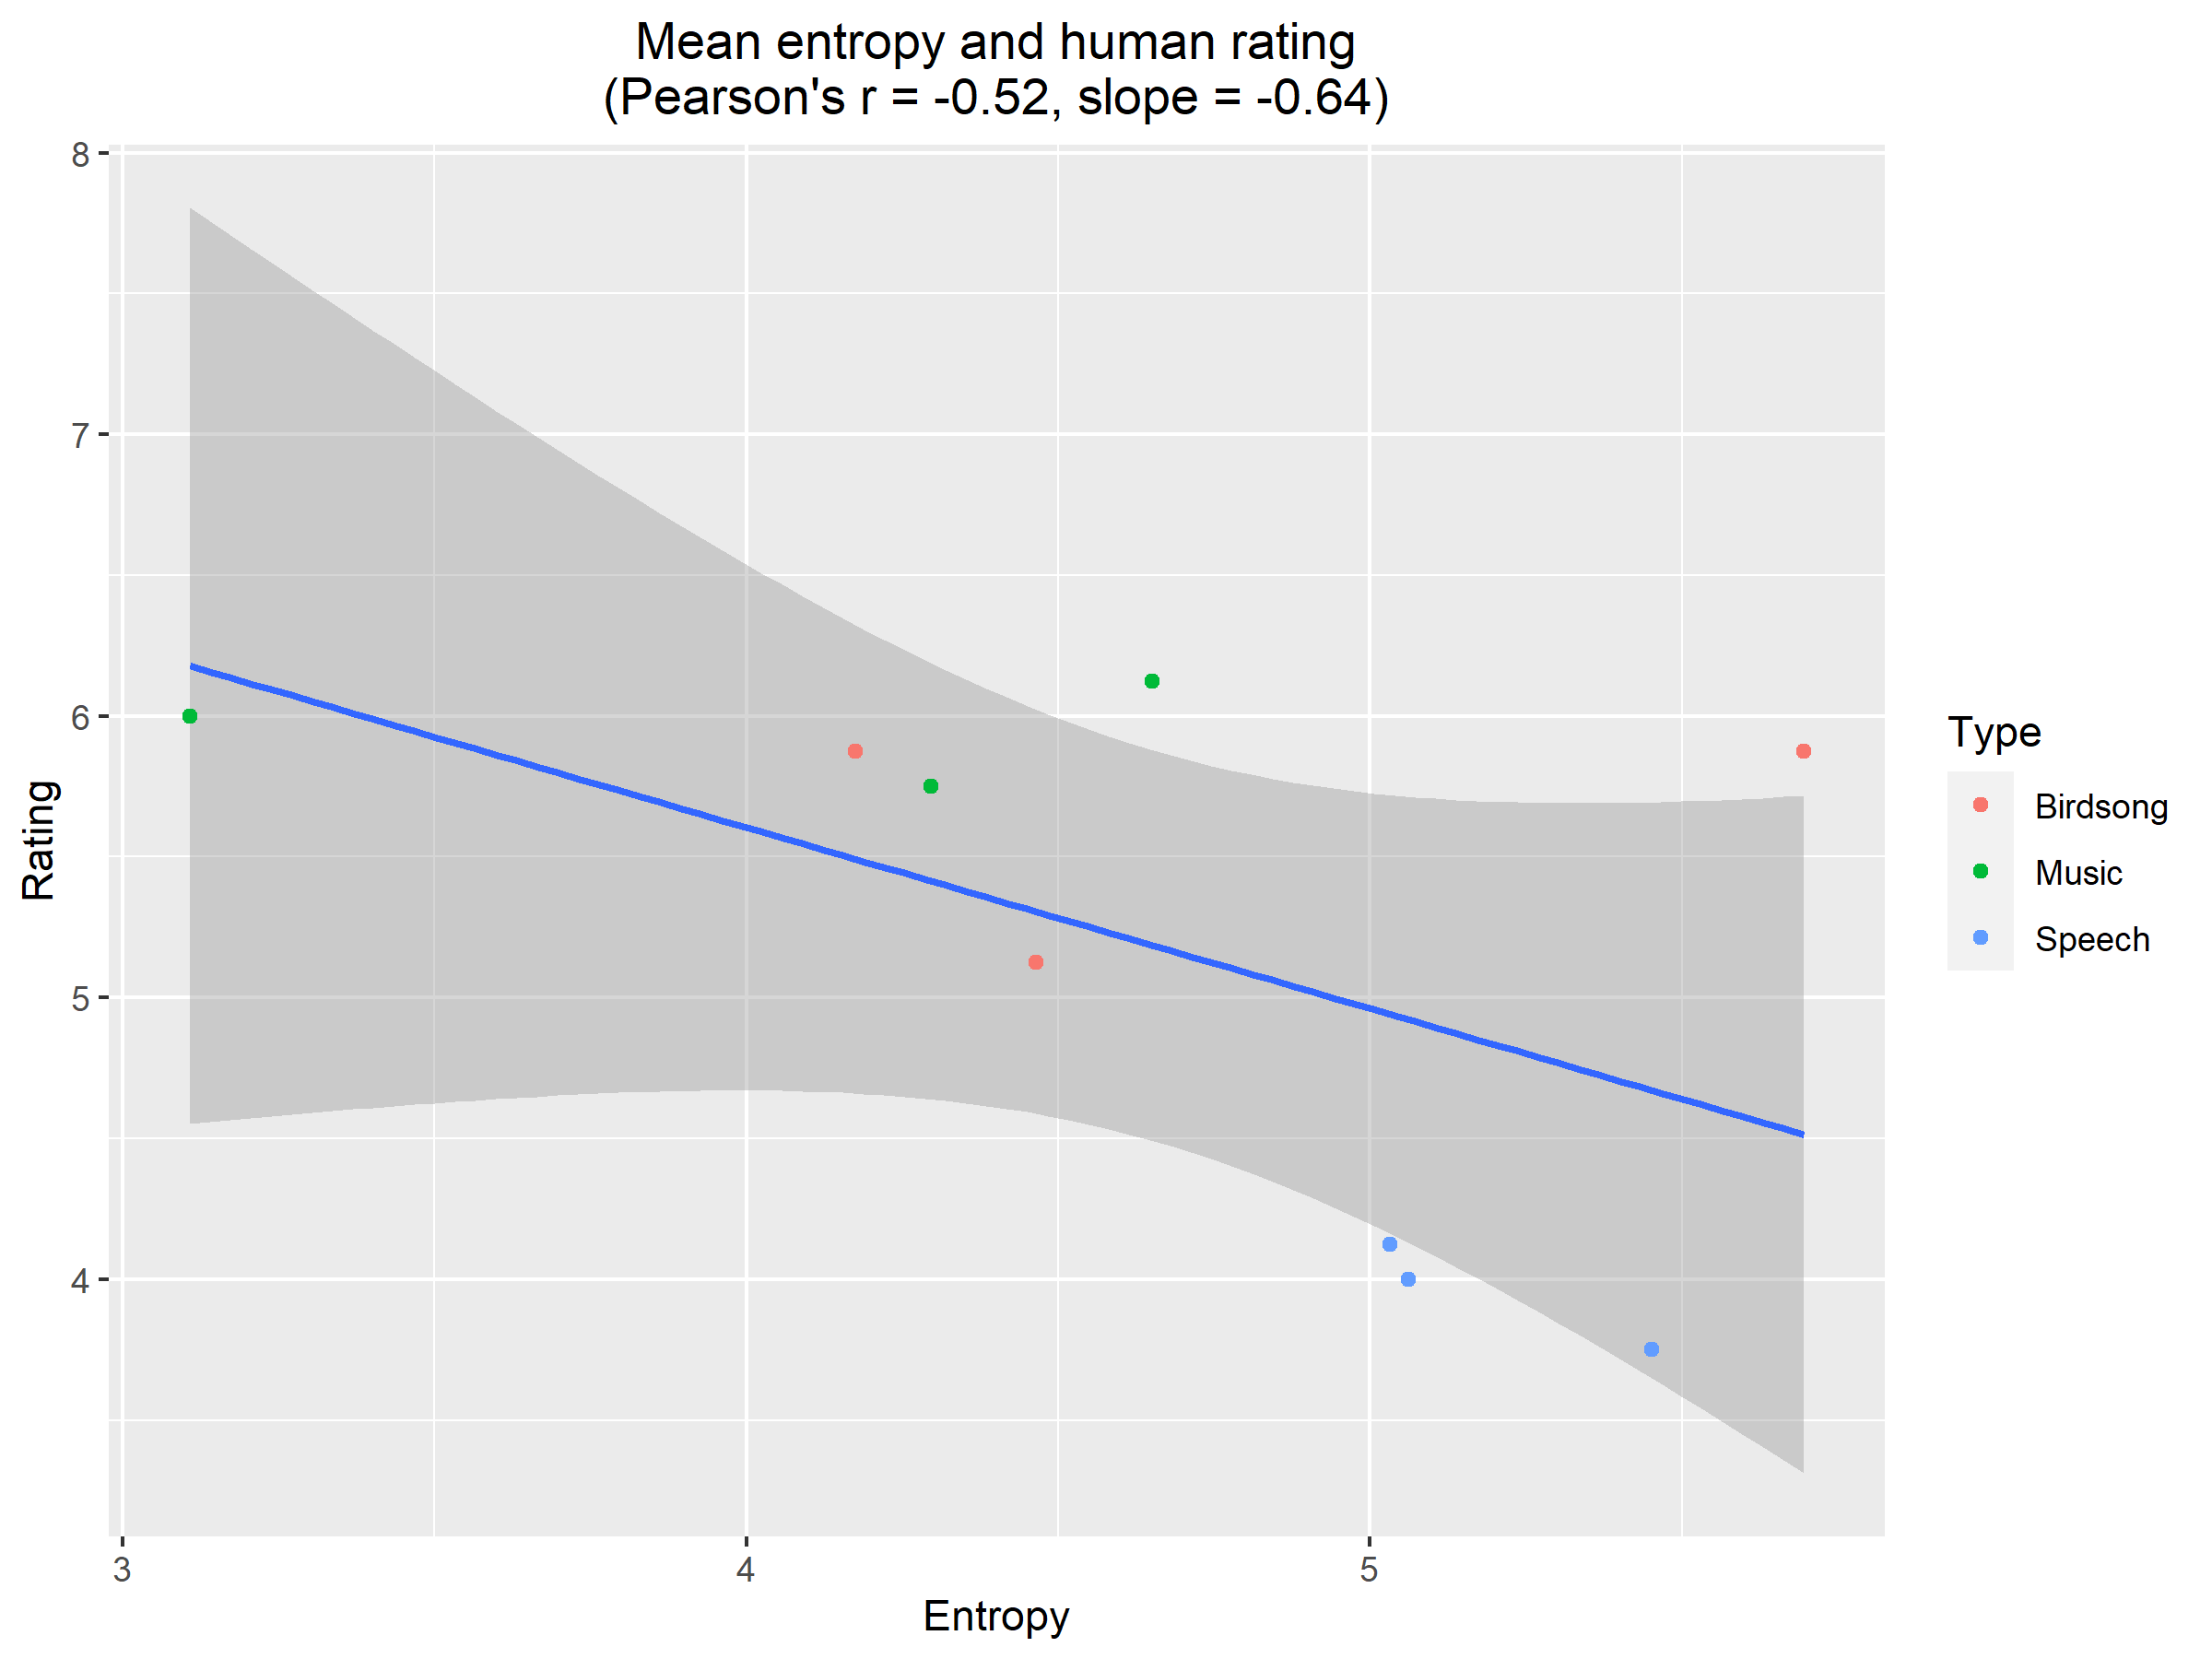 Mean entropy and human rating
(Pearson's r = -0.52, slope = -0.64)
8
7
6
5
4
Rating
3
4
5
Entropy
Type
Birdsong
Music
Speech